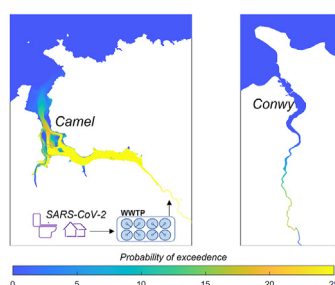 Camel
Conwy
SARS-CoV-2
WWTP
Probability of exceedence
0 5 10 15 20